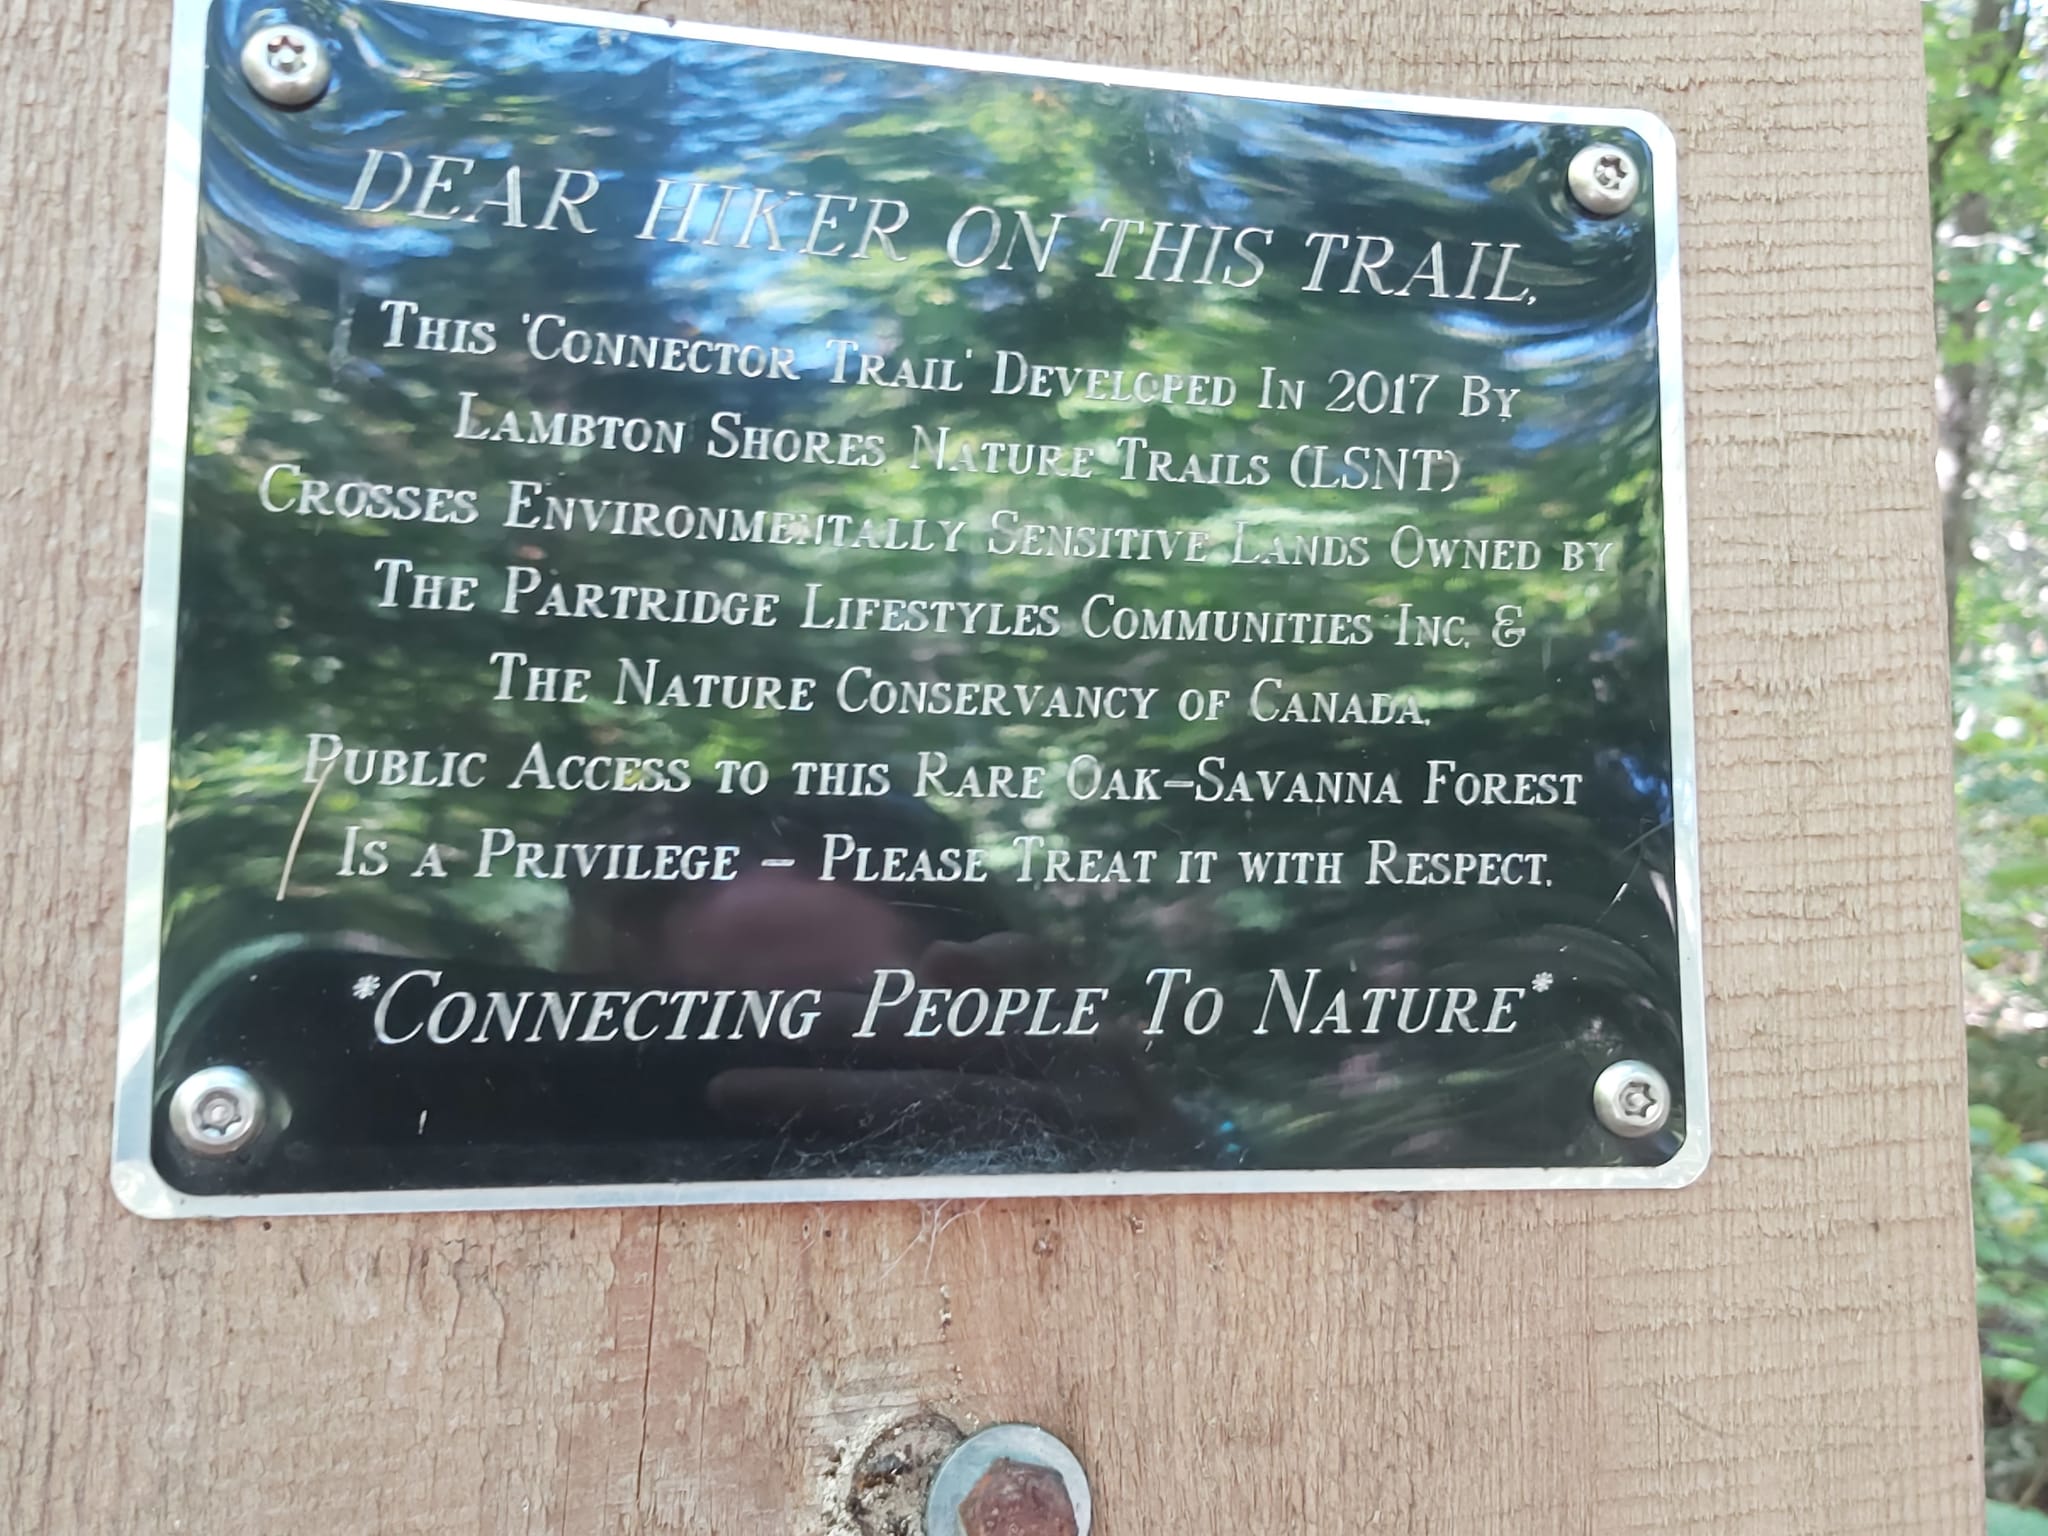 DEAR HIKER ON THIS TRAIL,
THIS 'CONNECTOR TRAIL' DEVELOPED IN 2017 BY
LAMBTON SHORES NATURE TRAILS (LSNT)
CROSSES ENVIRONMENTALLY SENSITIVE LANDS OWNED BY
THE PARTRIDGE LIFESTYLES COMMUNITIES INC. &
THE NATURE CONSERVANCY OF CANADA.
PUBLIC ACCESS TO THIS RARE OAK-SAVANNA FOREST
IS A PRIVILEGE - PLEASE TREAT IT WITH RESPECT.
*CONNECTING PEOPLE TO NATURE*